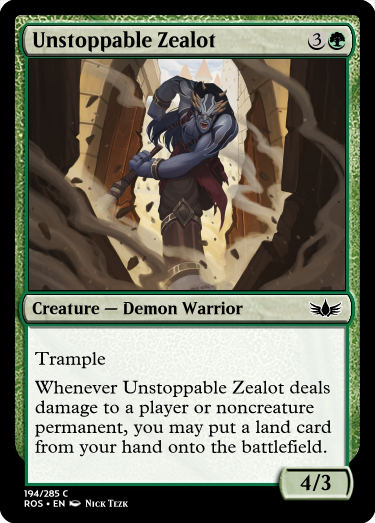 Unstoppable Zealot 3
Creature — Demon Warrior
Trample
Whenever Unstoppable Zealot deals
damage to a player or noncreature
permanent, you may put a land card
from your hand onto the battlefield.
4/3
194/285 C
ROS • EN Nick Tezk